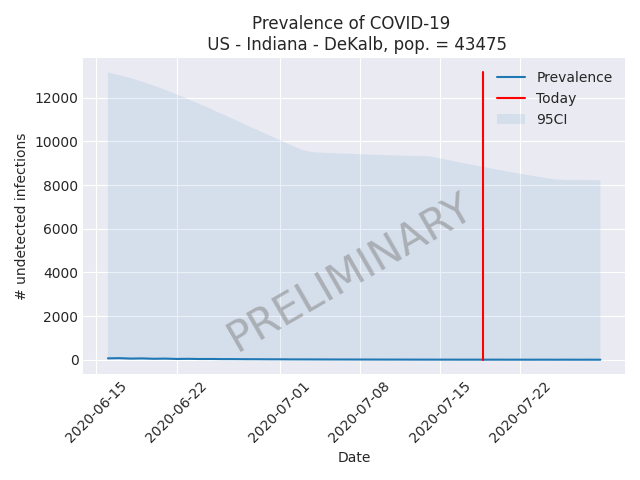 Prevalence of COVID-19
US - Indiana - DeKalb, pop. = 43475
Prevalence
Today
95CI
12000
10000
8000
6000
4000
2000
0
# undetected infections
PRELIMINARY
2020-06-15
2020-06-22
2020-07-01
2020-07-08
2020-07-15
2020-07-22
Date